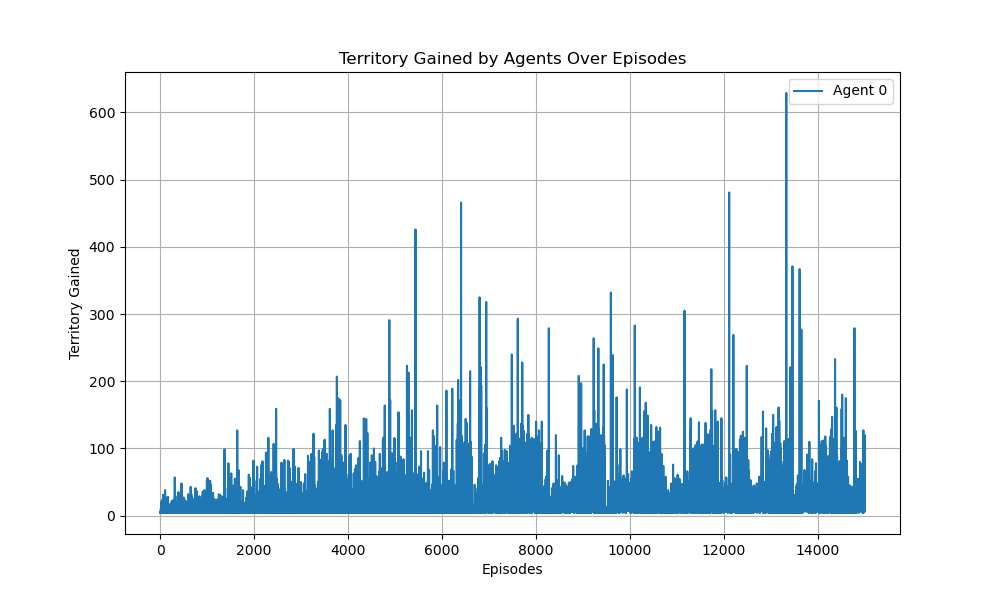 Territory Gained by Agents Over Episodes
Agent 0
Territory Gained
600
500
400
300
200
100
0
0 2000 4000 6000 8000 10000 12000 14000
Episodes